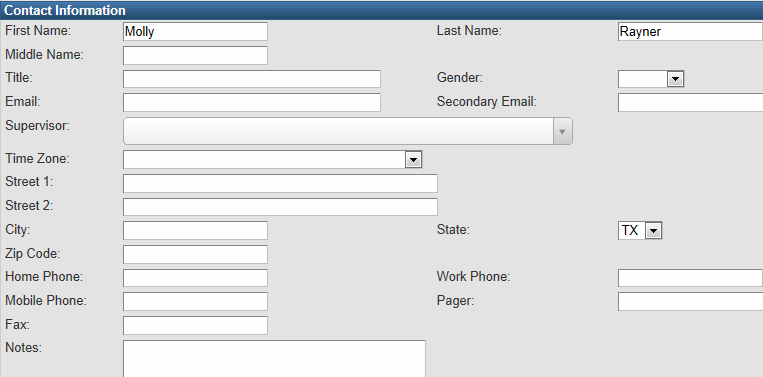 Contact Information
First Name: Molly Last Name: Rayner
Middle Name:
Title: Gender:
Email: Secondary Email:
Supervisor:
Time Zone:
Street 1:
Street 2:
City: State: TX
Zip Code:
Home Phone: Work Phone:
Mobile Phone: Pager:
Fax:
Notes: